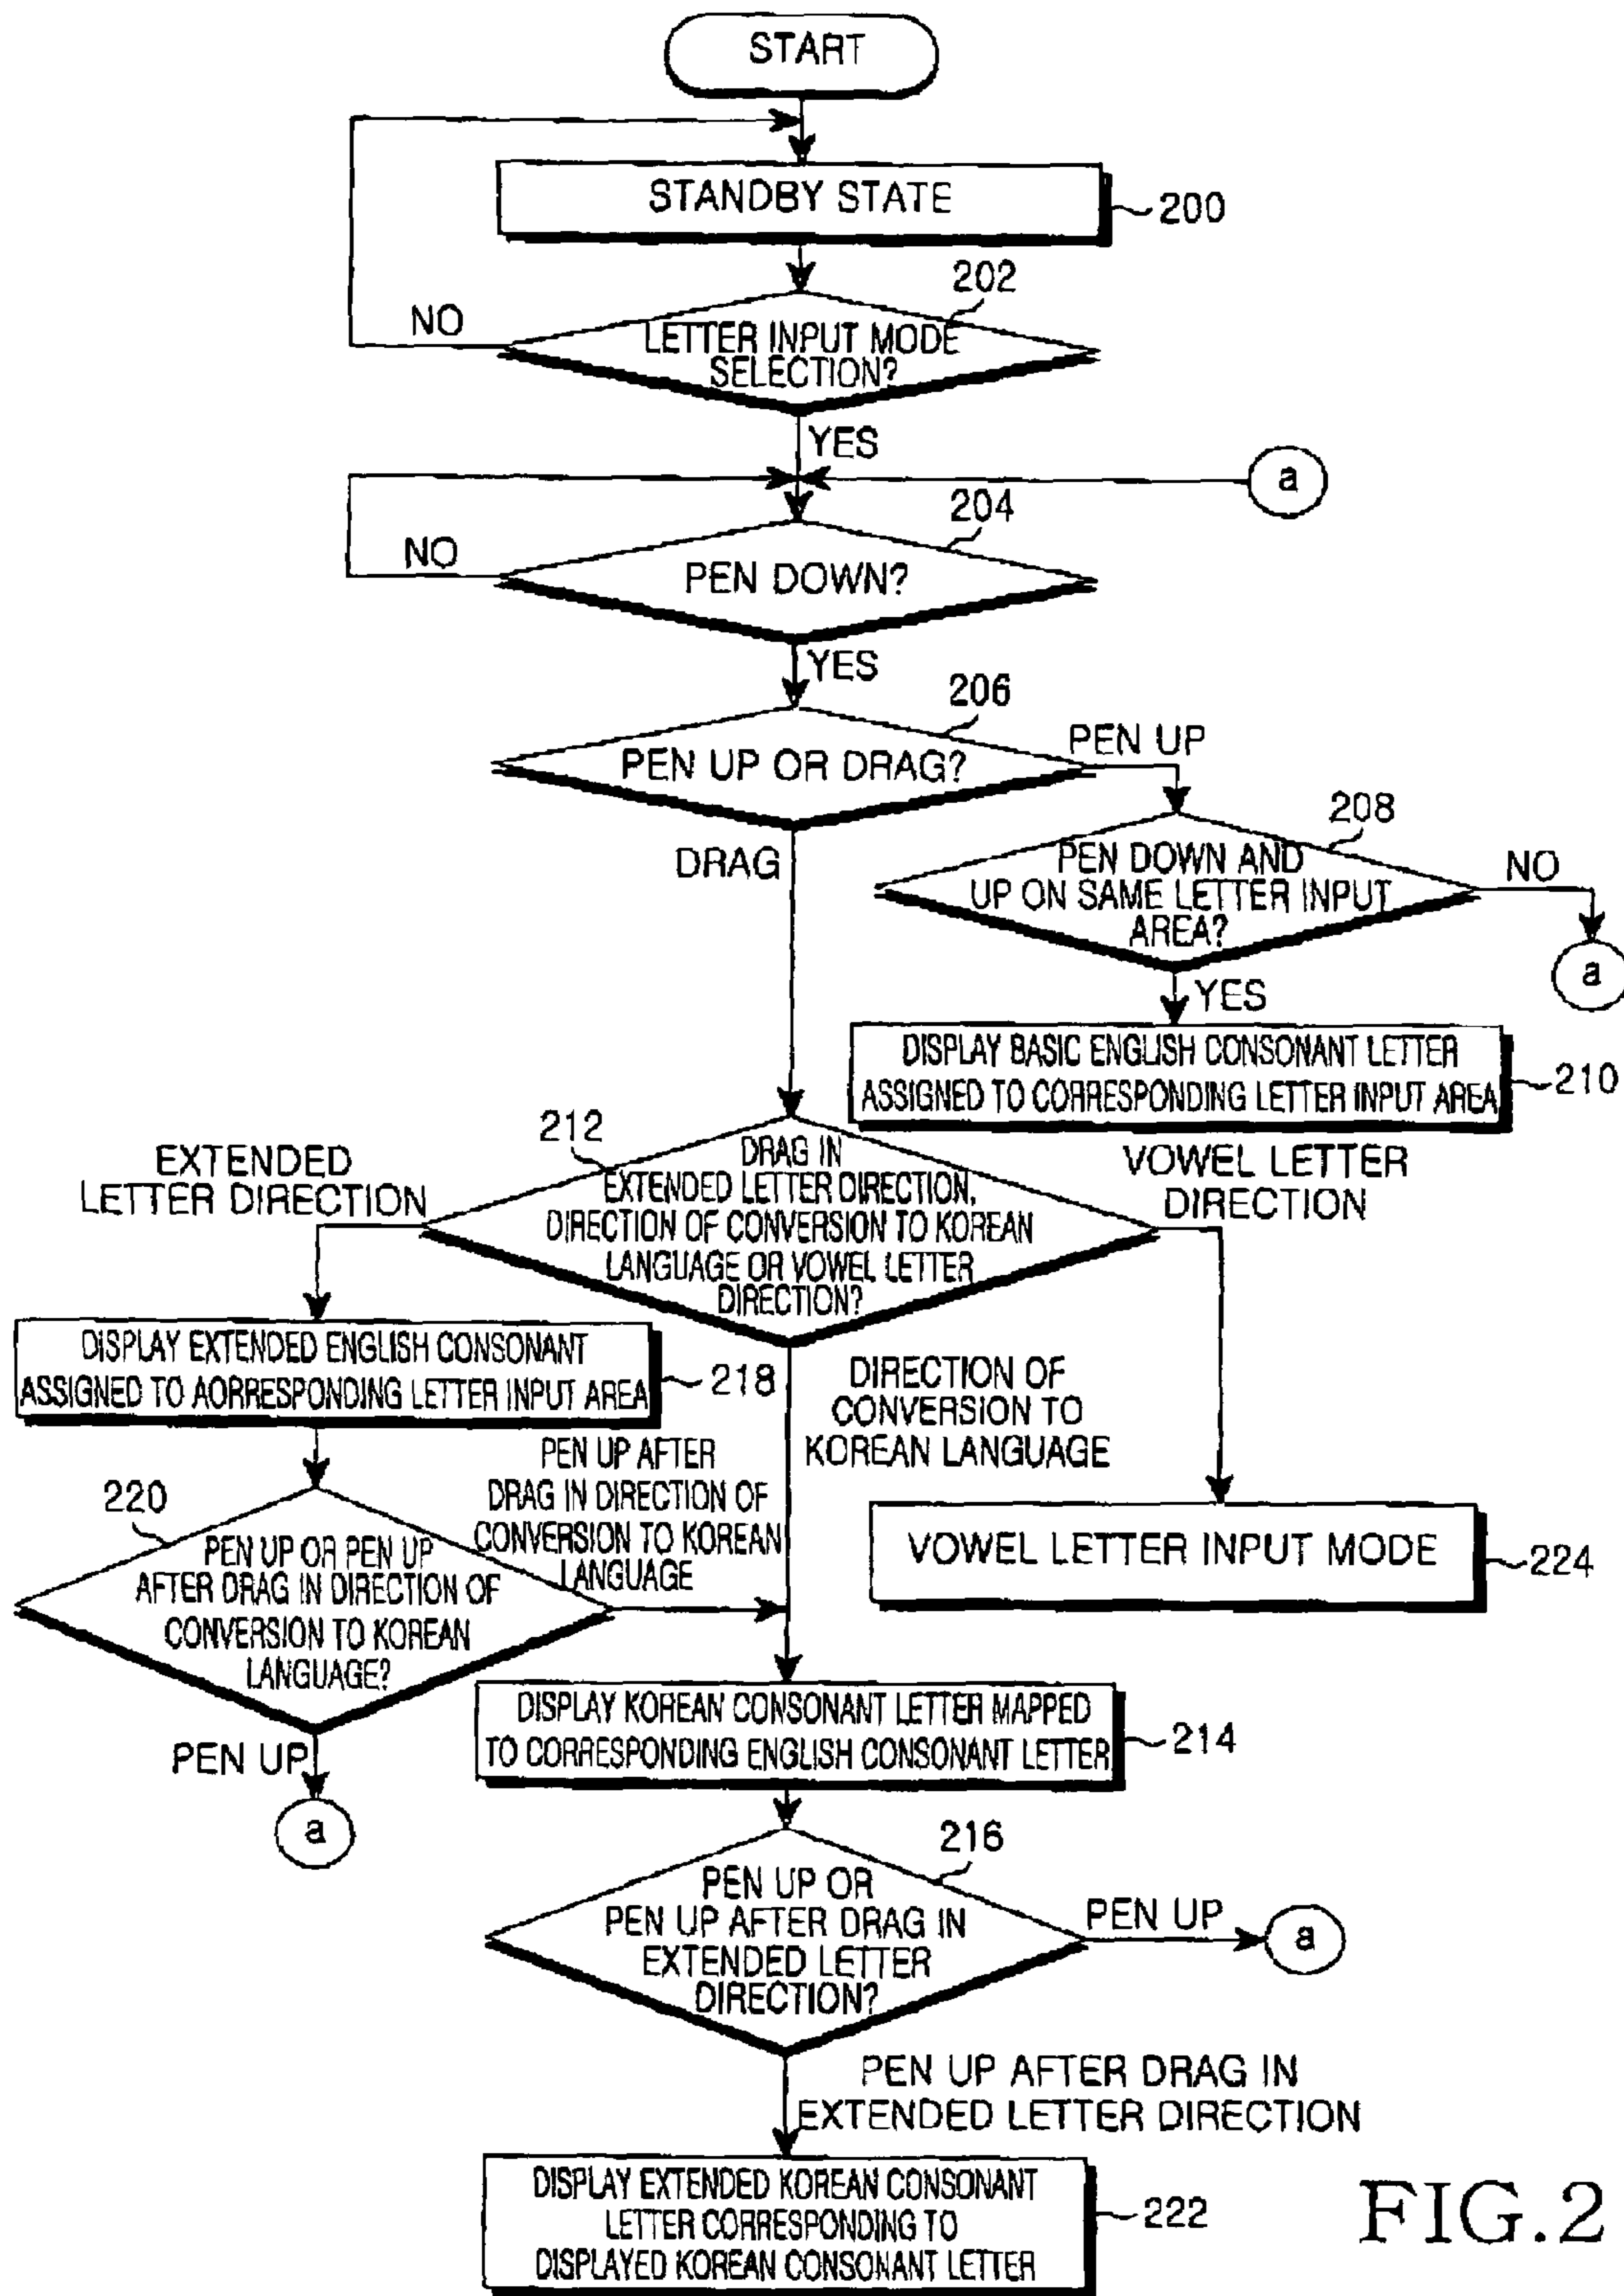 START
STANDBY STATE
200
202
NO
LETTER INPUT MODE
SELECTION?
YES
a
204
NO
PEN DOWN?
YES
206
PEN UP OR DRAG?
PEN UP
208
DRAG
PEN DOWN AND
UP ON SAME LETTER INPUT
AREA?
NO
a
YES
DISPLAY BASIC ENGLISH CONSONANT LETTER
ASSIGNED TO CORRESPONDING LETTER INPUT AREA
210
212
EXTENDED
LETTER DIRECTION
DRAG IN
EXTENDED LETTER DIRECTION,
DIRECTION OF CONVERSION TO KOREAN
LANGUAGE OR VOWEL LETTER
DIRECTION?
VOWEL LETTER
DIRECTION
DISPLAY EXTENDED ENGLISH CONSONANT
ASSIGNED TO AORRESPONDING LETTER INPUT AREA
218
DIRECTION OF
CONVERSION TO
KOREAN LANGUAGE
PEN UP AFTER
DRAG IN DIRECTION OF
CONVERSION TO KOREAN
LANGUAGE
220
PEN UP OR PEN UP
AFTER DRAG IN DIRECTION OF
CONVERSION TO KOREAN
LANGUAGE?
VOWEL LETTER INPUT MODE
224
PEN UP
a
DISPLAY KOREAN CONSONANT LETTER MAPPED
TO CORRESPONDING ENGLISH CONSONANT LETTER
214
216
PEN UP OR
PEN UP AFTER DRAG IN
EXTENDED LETTER
DIRECTION?
PEN UP
a
PEN UP AFTER DRAG IN
EXTENDED LETTER DIRECTION
DISPLAY EXTENDED KOREAN CONSONANT
LETTER CORRESPONDING TO
DISPLAYED KOREAN CONSONANT LETTER
222
FIG.2